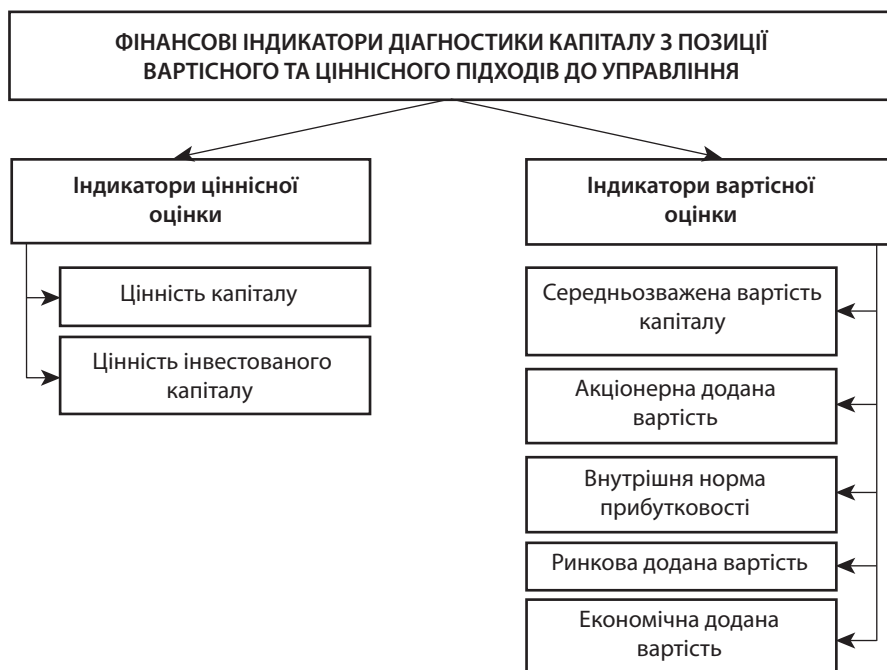 ФІНАНСОВІ ІНДИКАТОРИ ДІАГНОСТИКИ КАПІТАЛУ З ПОЗИЦІЇ
ВАРТІСНОГО ТА ЦІННІСНОГО ПІДХОДІВ ДО УПРАВЛІННЯ
Індикатори ціннісної
оцінки
Цінність капіталу
Цінність інвестованого
капіталу
Індикатори вартісної
оцінки
Середньозважена вартість
капіталу
Акціонерна додана
вартість
Внутрішня норма
прибутковості
Ринкова додана вартість
Економічна додана
вартість